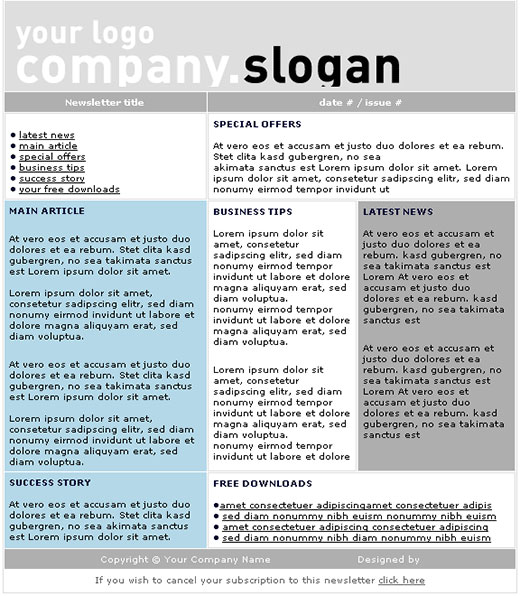 your logo
company.slogan
Newsletter title
date # / issue #
latest news
main article
special offers
business tips
success story
your free downloads
SPECIAL OFFERS
At vero eos et accusam et justo duo dolores et ea rebum.
Stet clita kasd gubergren, no sea
akimata sanctus est Lorem ipsum dolor sit amet. Lorem
ipsum dolor sit amet, consetetur sadipscing elitr, sed diam
nonumy eirmod tempor invidunt ut
MAIN ARTICLE
At vero eos et accusam et justo duo
dolores et ea rebum. Stet clita kasd
gubergren, no sea takimata sanctus
est Lorem ipsum dolor sit amet.
Lorem ipsum dolor sit amet,
consetetur sadipscing elitr, sed diam
nonumy eirmod invidunt ut labore et
dolore magna aliquyam erat, sed
diam voluptua.
At vero eos et accusam et justo duo
dolores et ea rebum. Stet clita kasd
gubergren, no sea takimata sanctus
est Lorem ipsum dolor sit amet.
Lorem ipsum dolor sit amet,
consetetur sadipscing elitr, sed diam
nonumy eirmod invidunt ut labore et
dolore magna aliquyam erat, sed
diam voluptua.
BUSINESS TIPS
Lorem ipsum dolor sit
amet, consetetur
sadipscing elitr, sed diam
nonumy eirmod tempor
invidunt ut labore et dolore
magna aliquyam erat, sed
diam voluptua.
nonumy eirmod tempor
invidunt ut labore et dolore
magna aliquyam erat, sed
diam voluptua.
Lorem ipsum dolor sit
amet, consetetur
sadipscing elitr, sed diam
nonumy eirmod tempor
invidunt ut labore et dolore
magna aliquyam erat, sed
diam voluptua.
nonumy eirmod tempor
invidunt ut labore et dolore
LATEST NEWS
At vero eos et accusam et
justo duo dolores et ea
rebum. kasd gubergren, no
sea takimata sanctus est
Lorem At vero eos et
accusam et justo duo
dolores et ea rebum. kasd
gubergren, no sea takimata
sanctus est
At vero eos et accusam et
justo duo dolores et ea
rebum. kasd gubergren, no
sea takimata sanctus est
Lorem At vero eos et
accusam et justo duo
dolores et ea rebum. kasd
gubergren, no sea takimata
sanctus est
SUCCESS STORY
At vero eos et accusam et justo duo
dolores et ea rebum. Stet clita kasd
gubergren, no sea akimata sanctus
est Lorem ipsum dolor sit amet.
FREE DOWNLOADS
amet consectetuer adipiscingamet consectetuer adipis
sed diam nonummy nibh euism nonummy nibh euism
amet consectetuer adipiscing consectetuer adipiscing
sed diam nonummy nibh diam nonummy nibh euism
Copyright © Your Company Name
Designed by
If you wish to cancel your subscription to this newsletter click here